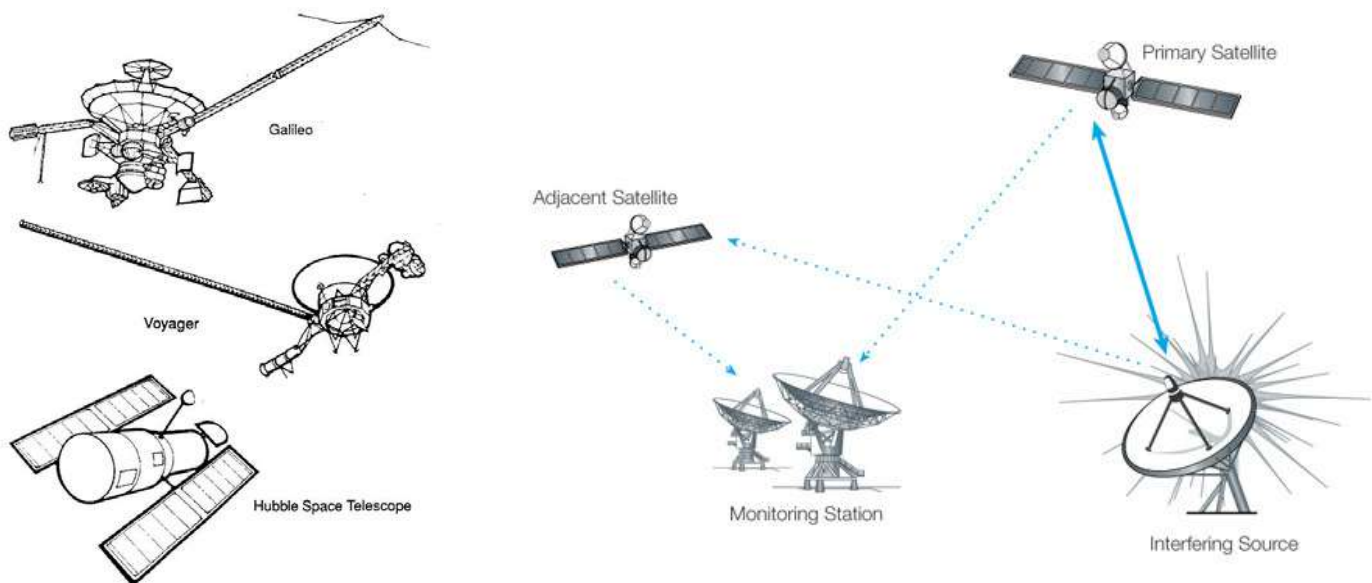 Galileo
Voyager
Hubble Space Telescope
Primary Satellite
Adjacent Satellite
Monitoring Station
Interfering Source